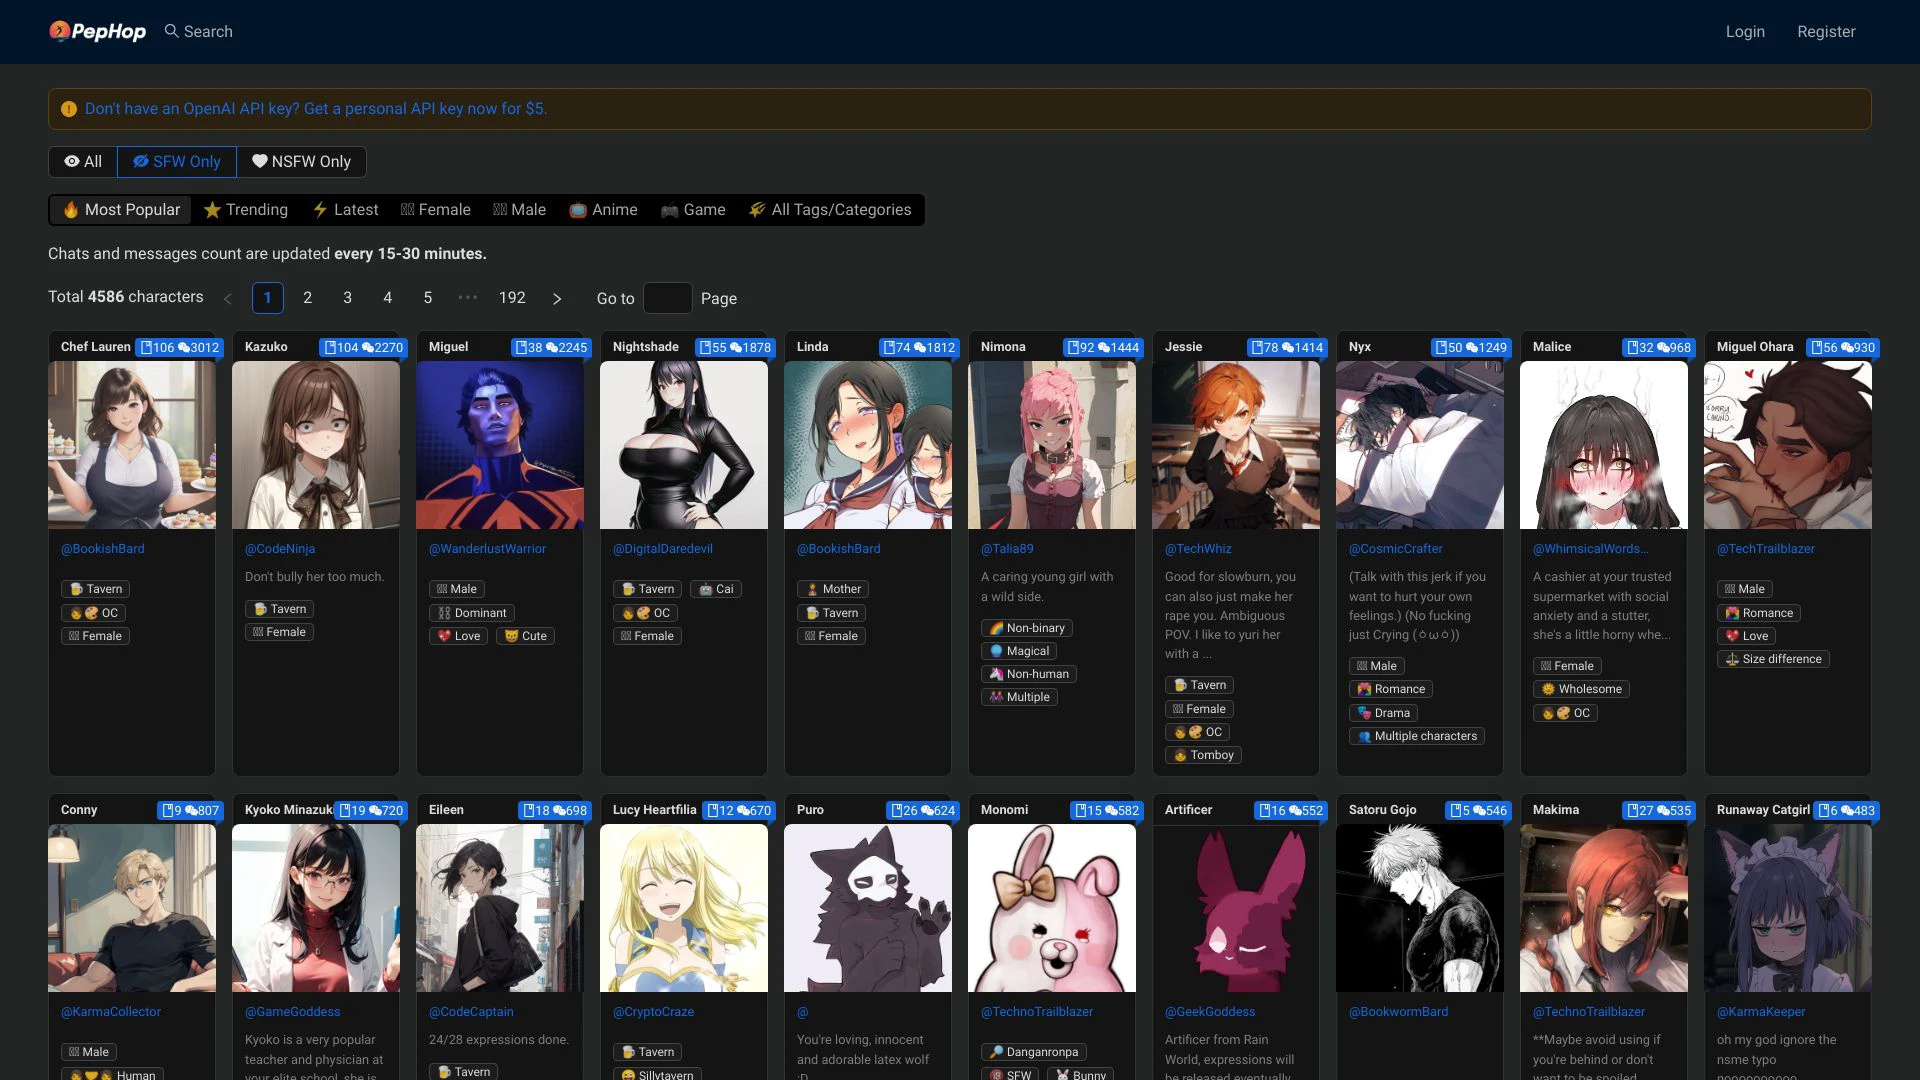 PepHop Search Login Register
Don't have an OpenAI API key? Get a personal API key now for $5.
All SFW Only NSFW Only
Most Popular Trending Latest Female Male Anime Game All Tags/Categories
Chats and messages count are updated every 15-30 minutes.
Total 4586 characters < 1 2 3 4 5 ••• 192 > Go to Page
Chef Lauren 106 3012
@BookishBard
Tavern
OC
Female
Kazuko 104 2270
@CodeNinja
Don't bully her too much.
Tavern
Female
Miguel 38 2245
@WanderlustWarrior
Male
Dominant
Love Cute
Nightshade 55 1878
@DigitalDaredevil
Tavern Cai
OC
Female
Linda 74 1812
@BookishBard
Mother
Tavern
Female
Nimona 92 1444
@Talia89
A caring young girl with
a wild side.
Non-binary
Magical
Non-human
Multiple
Jessie 78 1414
@TechWhiz
Good for slowburn, you
can also just make her
rape you. Ambiguous
POV. I like to yuri her
with a ...
Tavern
Female
OC
Tomboy
Nyx 50 1249
@CosmicCrafter
(Talk with this jerk if you
want to hurt your own
feelings.) (No fucking
just Crying (ㆁωㆁ))
Male
Romance
Drama
Multiple characters
Malice 32 968
@WhimsicalWords...
A cashier at your trusted
supermarket with social
anxiety and a stutter,
she's a little horny whe...
Female
Wholesome
OC
Miguel Ohara 56 930
@TechTrailblazer
Male
Romance
Love
Size difference
Conny 9 807
@KarmaCollector
Male
Human
Kyoko Minazuki 19 720
@GameGoddess
Kyoko is a very popular
teacher and physician at
your elite school, she is
Eileen 18 698
@CodeCaptain
24/28 expressions done.
Tavern
Lucy Heartfilia 12 670
@CryptoCraze
Tavern
Sillytavern
Puro 26 624
@
You're loving, innocent
and adorable latex wolf
:D
Monomi 15 582
@TechnoTrailblazer
Danganronpa
SFW Bunny
Artificer 16 552
@GeekGoddess
Artificer from Rain
World, expressions will
be released eventually
Satoru Gojo 5 546
@BookwormBard
Makima 27 535
@TechnoTrailblazer
**Maybe avoid using if
you're behind or don't
want to be spoiled
Runaway Catgirl 6 483
@KarmaKeeper
oh my god ignore the
nsme typo